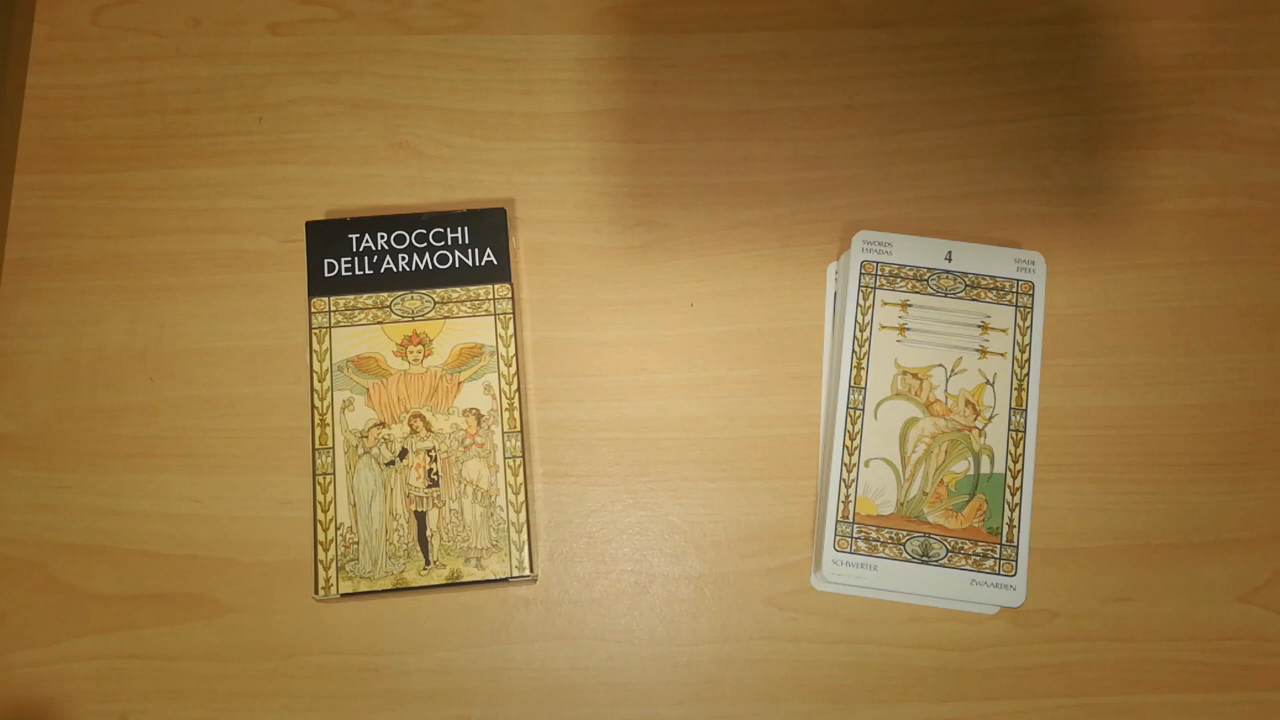 TAROCCHI
DELL'ARMONIA
SWORDS
ESPADAS
4
SPADE
EPEES
SCHWERTER
ZWAARDEN